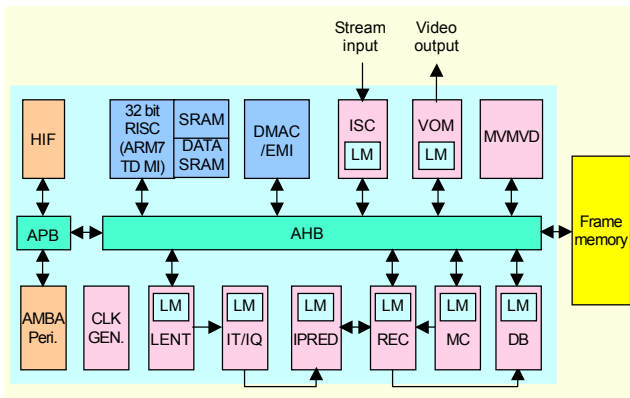 Stream
input
Video
output
HIF
32 bit
RISC
(ARM7
TD MI)
SRAM
DATA
SRAM
DMAC
/EMI
ISC
LM
VOM
LM
MVMVD
Frame
memory
APB
AHB
AMBA
Peri.
CLK
GEN.
LM
LENT
LM
IT/IQ
LM
IPRED
LM
REC
LM
MC
LM
DB